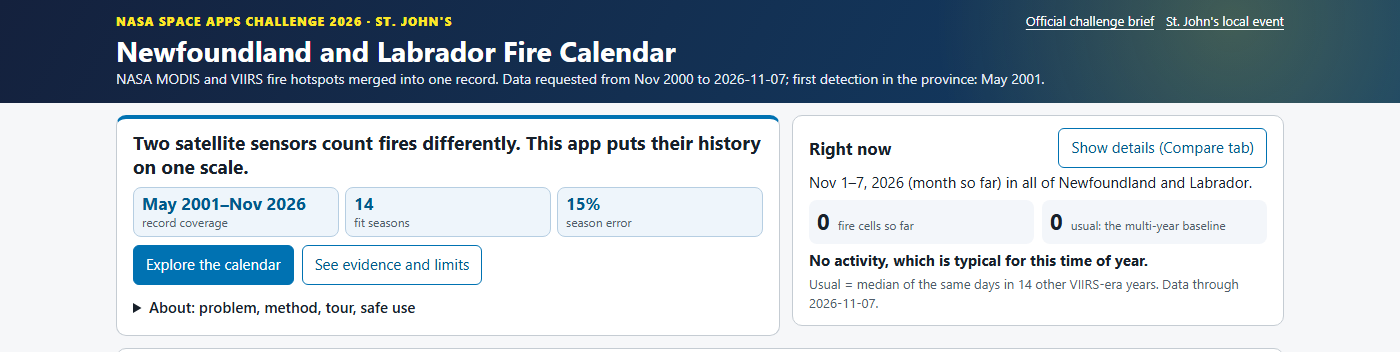 NASA SPACE APPS CHALLENGE 2026 · ST. JOHN'S
Official challenge brief
St. John's local event
Newfoundland and Labrador Fire Calendar
NASA MODIS and VIIRS fire hotspots merged into one record. Data requested from Nov 2000 to 2026-11-07; first detection in the province: May 2001.
Two satellite sensors count fires differently. This app puts their history
on one scale.
May 2001–Nov 2026
record coverage
14
fit seasons
15%
season error
Explore the calendar
See evidence and limits
About: problem, method, tour, safe use
Right now
Show details (Compare tab)
Nov 1–7, 2026 (month so far) in all of Newfoundland and Labrador.
0 fire cells so far
0 usual: the multi-year baseline
No activity, which is typical for this time of year.
Usual = median of the same days in 14 other VIIRS-era years. Data through
2026-11-07.